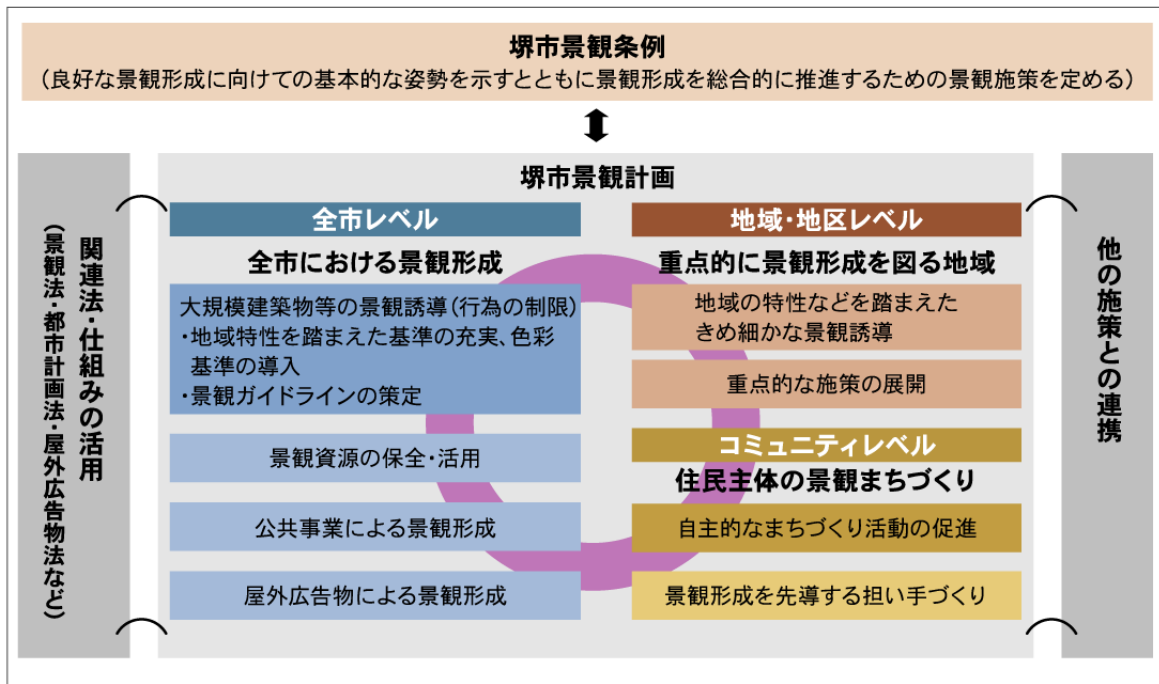 堺市景観条例
（良好な景観形成に向けての基本的な姿勢を示すとともに景観形成を総合的に推進するための景観施策を定める）
関連法・仕組みの活用
（景観法・都市計画法・屋外広告物法など）
堺市景観計画
全市レベル
全市における景観形成
大規模建築物等の景観誘導（行為の制限）
・地域特性を踏まえた基準の充実、色彩
基準の導入
・景観ガイドラインの策定
景観資源の保全・活用
公共事業による景観形成
屋外広告物による景観形成
地域・地区レベル
重点的に景観形成を図る地域
地域の特性などを踏まえた
きめ細かな景観誘導
重点的な施策の展開
コミュニティレベル
住民主体の景観まちづくり
自主的なまちづくり活動の促進
景観形成を先導する担い手づくり
他の施策との連携